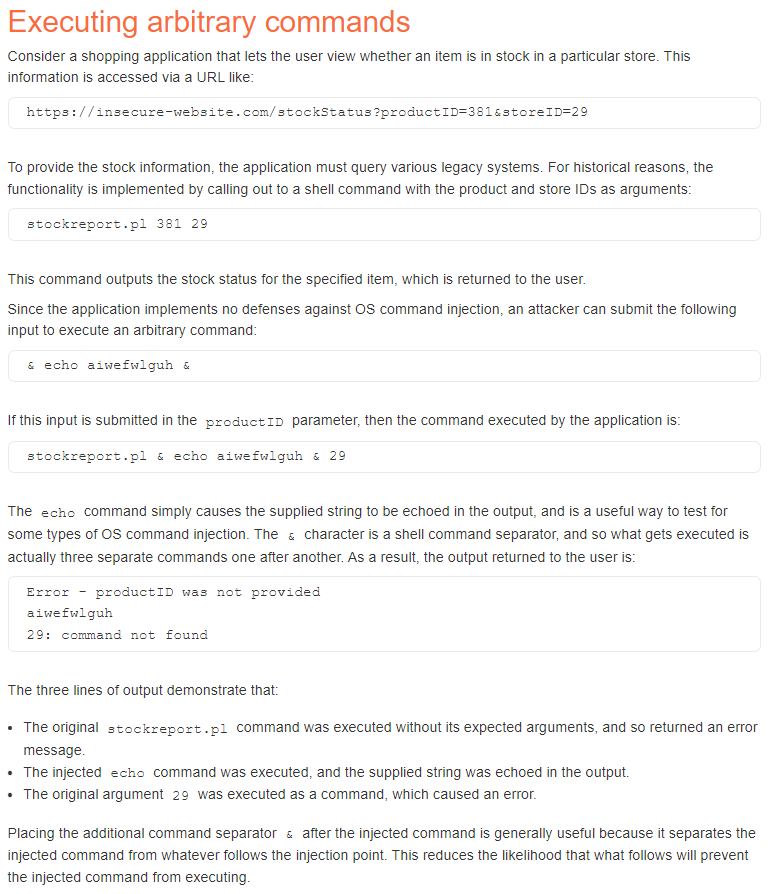 Executing arbitrary commands
Consider a shopping application that lets the user view whether an item is in stock in a particular store. This
information is accessed via a URL like:
https://insecure-website.com/stockStatus?productID=381&storeID=29
To provide the stock information, the application must query various legacy systems. For historical reasons, the
functionality is implemented by calling out to a shell command with the product and store IDs as arguments:
stockreport.pl 381 29
This command outputs the stock status for the specified item, which is returned to the user.
Since the application implements no defenses against OS command injection, an attacker can submit the following
input to execute an arbitrary command:
& echo aiwefwlguh &
If this input is submitted in the productID parameter, then the command executed by the application is:
stockreport.pl & echo aiwefwlguh & 29
The echo command simply causes the supplied string to be echoed in the output, and is a useful way to test for
some types of OS command injection. The & character is a shell command separator, and so what gets executed is
actually three separate commands one after another. As a result, the output returned to the user is:
Error - productID was not provided
aiwefwlguh
29: command not found
The three lines of output demonstrate that:
• The original stockreport.pl command was executed without its expected arguments, and so returned an error
message.
• The injected echo command was executed, and the supplied string was echoed in the output.
• The original argument 29 was executed as a command, which caused an error.
Placing the additional command separator & after the injected command is generally useful because it separates the
injected command from whatever follows the injection point. This reduces the likelihood that what follows will prevent
the injected command from executing.